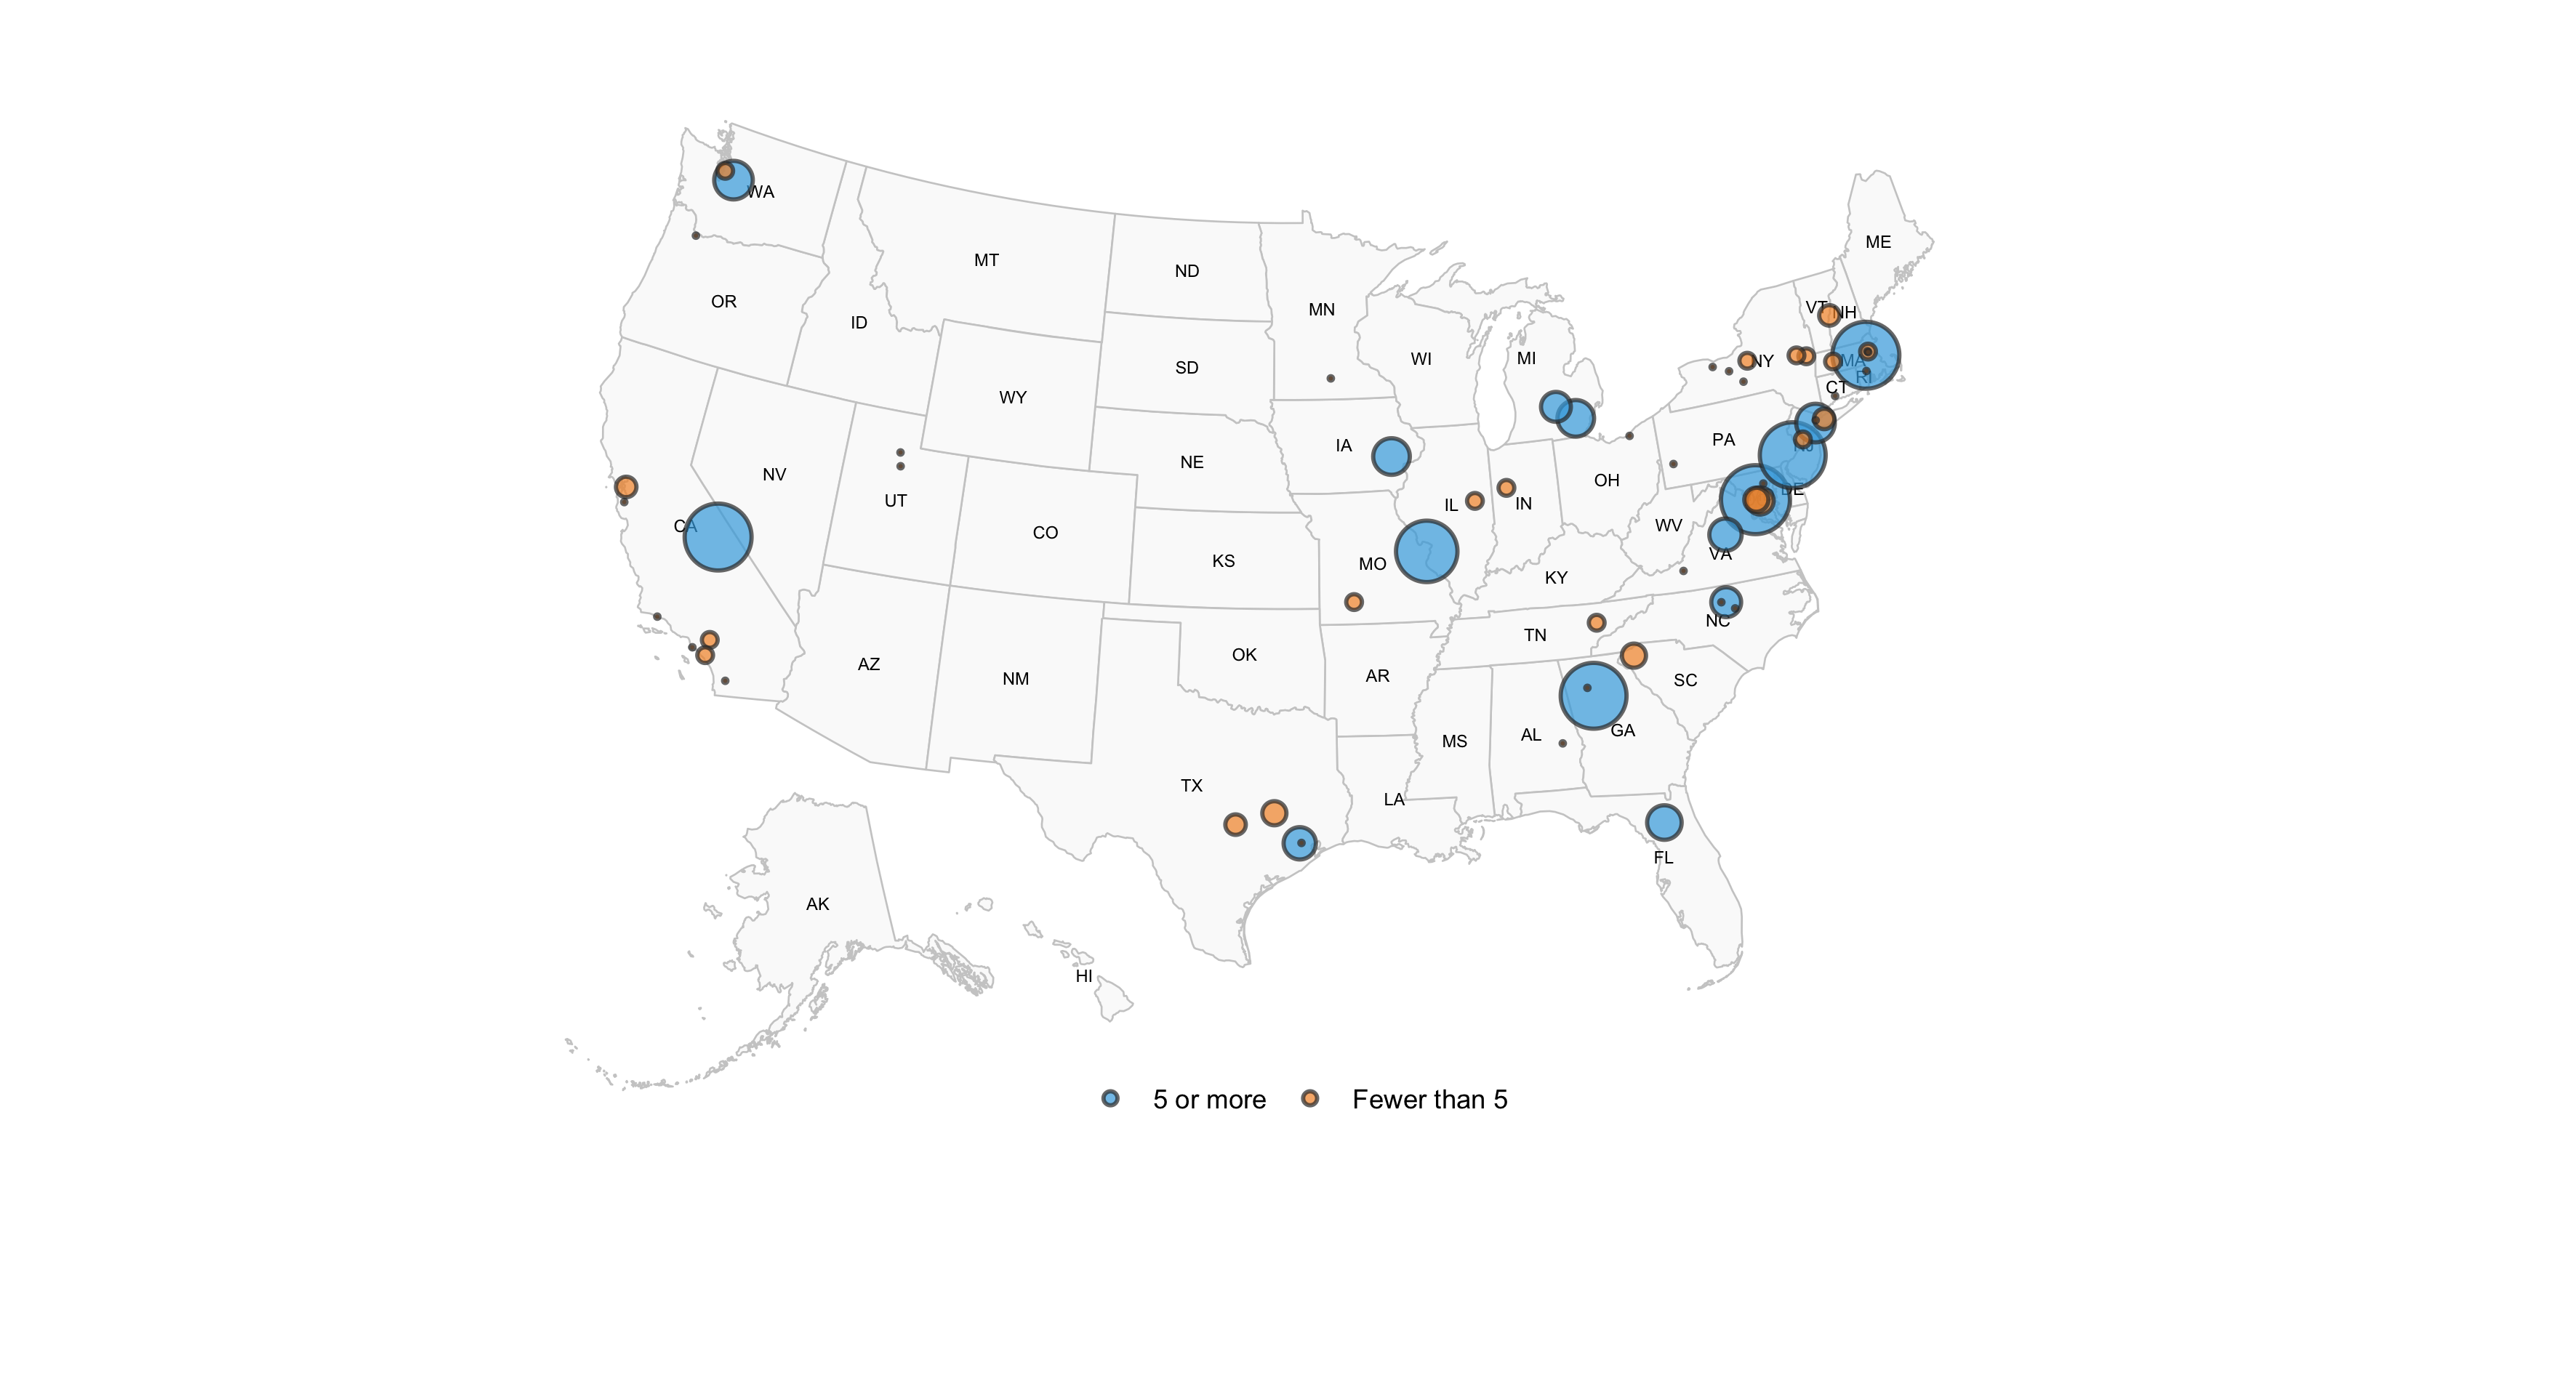 WA
ME
MT
ND
OR
VT
NH
MN
ID
WI
MI
NY
MA
SD
RI
CT
WY
PA
IA
NJ
NE
NV
OH
DE
UT
IL
IN
CA
WV
CO
VA
KS
MO
KY
NC
TN
OK
AZ
AR
NM
SC
GA
AL
MS
TX
LA
FL
AK
HI
5 or more Fewer than 5